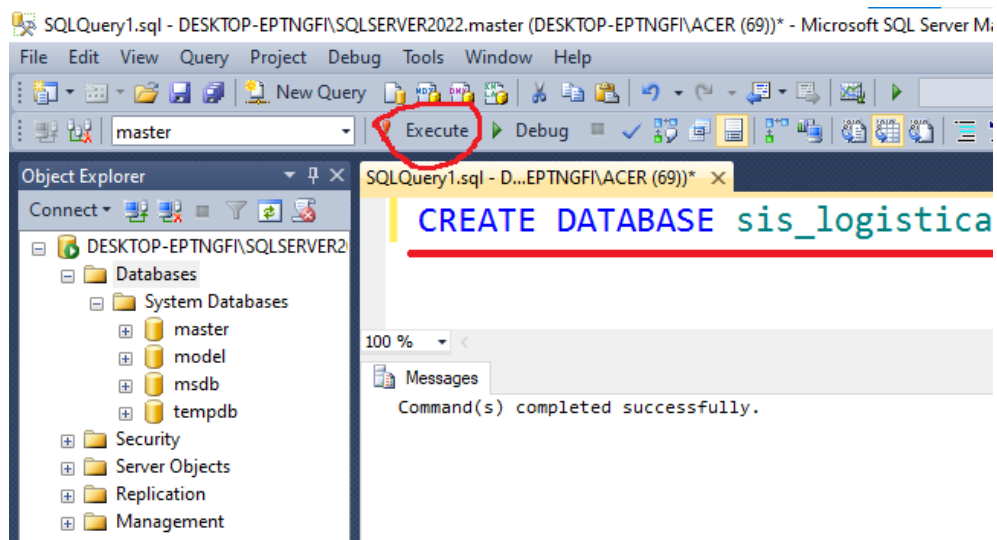 SQLQuery1.sql - DESKTOP-EPTNGFI\SQLSERVER2022.master (DESKTOP-EPTNGFI\ACER (69))* - Microsoft SQL Server Ma
File Edit View Query Project Debug Tools Window Help
New Query
master Execute Debug
Object Explorer
SQLQuery1.sql - D...EPTNGFI\ACER (69))*
Connect
CREATE DATABASE sis_logistica
DESKTOP-EPTNGFI\SQLSERVER2
Databases
System Databases
master
model
msdb
tempdb
Security
Server Objects
Replication
Management
100 %
Messages
Command(s) completed successfully.